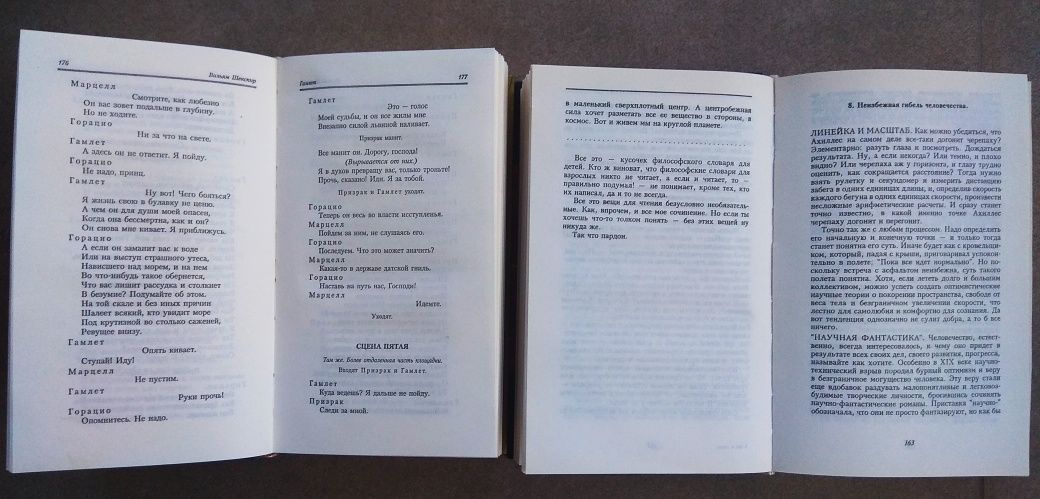 176
Вильям Шекспир
Марцелл
Смотрите, как любезно
Он вас зовет подальше в глубину.
Но не ходите.
Горацио
Ни за что на свете.
Гамлет
А здесь он не ответит. Я пойду.
Горацио
Не надо, принц.
Гамлет
Ну вот! Чего бояться?
Я жизнь свою в булавку не ценю.
А чем он для души моей опасен,
Когда она бессмертна, как и он?
Он снова мне кивает. Я приближусь.
Горацио
А если он заманит вас к воде
Или на выступ страшного утеса,
Нависшего над морем, и на нем
Во что-нибудь такое обернется,
Что вас лишит рассудка и столкнет
В безумие? Подумайте об этом.
На той скале и без иных причин
Шалеет всякий, кто увидит море
Под крутизной во столько саженей,
Ревущее внизу.
Гамлет
Опять кивает.
Ступай! Иду!
Марцелл
Не пустим.
Гамлет
Руки прочь!
Горацио
Опомнитесь. Не надо.
Гамлет
177
Гамлет
Это — голос
Моей судьбы, и он все жилы мне
Внезапно силой львиной наливает.
Призрак манит.
Все манит он. Дорогу, господа!
(Вырывается от них.)
Я в духов превращу вас, только троньте!
Прочь, сказано! Иди. Я за тобой.
Призрак и Гамлет уходят.
Горацио
Теперь он весь во власти исступленья.
Марцелл
Пойдем за ним, не слушаясь его.
Горацио
Последуем. Что это может значить?
Марцелл
Какая-то в державе датской гниль.
Горацио
Наставь на путь нас, Господи!
Марцелл
Идемте.
Уходят.
СЦЕНА ПЯТАЯ
Там же. Более отдаленная часть площадки.
Входят Призрак и Гамлет.
Гамлет
Куда ведешь? Я дальше не пойду.
Призрак
Следи за мной.
в маленький сверхплотный центр. А центробежная
сила хочет разметать все ее вещество в стороны, в
космос. Вот и живем мы на круглой планете.
Все это — кусочек философского словаря для
детей. Кто ж виноват, что философские словари для
взрослых никто не читает, а если и читает, то —
правильно подумал! — не понимает, кроме тех, кто
их написал, да и то не всегда.
Все это вещи для чтения безусловно необязатель-
ные. Как, впрочем, и все мое сочинение. Но если ты
хочешь что-то толком понять — без этих вещей ну
никуда же.
Так что пардон.
8. Неизбежная гибель человечества.
ЛИНЕЙКА И МАСШТАБ. Как можно убедиться, что
Ахиллес на самом деле все-таки догонит черепаху?
Элементарно: разуть глаза и посмотреть. Дождаться
результата. Ну, а если некогда? Или темно, и плохо
видно? Или черепаха аж у горизонта, и глазу трудно
оценить, как сокращается расстояние? Тогда нужно
взять рулетку и секундомер и измерить дистанцию
забега в одних единицах длины, и, определив скорость
каждого бегуна в одних единицах скорости, произвести
несложные арифметические расчеты. И сразу станет
точно известно, в какой именно точке Ахиллес
черепаху догонит и перегонит.
Точно так же с любым процессом. Надо определить
его начальную и конечную точки — и только тогда
станет понятна его суть. Иначе будет как с кровельщи-
ком, который, падая с крыши, приговаривал успокои-
тельно в полете: "Пока все идет нормально". Но по-
скольку встреча с асфальтом неизбежна, суть такого
полета понятна. Хотя, если лететь долго и большим
коллективом, можно успеть создать оптимистические
научные теории о покорении пространства, свободе от
веса тела и безграничном увеличении скорости, что
лестно для самолюбия и комфортно для сознания. Да
вот тенденция однозначно не сулит добра, а то б все
ничего.
"НАУЧНАЯ ФАНТАСТИКА". Человечество, естест-
венно, всегда интересовалось, к чему оно придет в
результате всех своих дел, своего развития, прогресса,
называйте как хотите. Особенно в XIX веке научно-
технический взрыв породил бурный оптимизм и веру
в безграничное могущество человека. Эту веру стали
еще вдобавок раздувать малопонятливые и легковоз-
будимые творческие личности, бросившись сочинять
научно-фантастические романы. Приставка "научно-"
обозначала, что они не просто фантазируют, но как бы
163